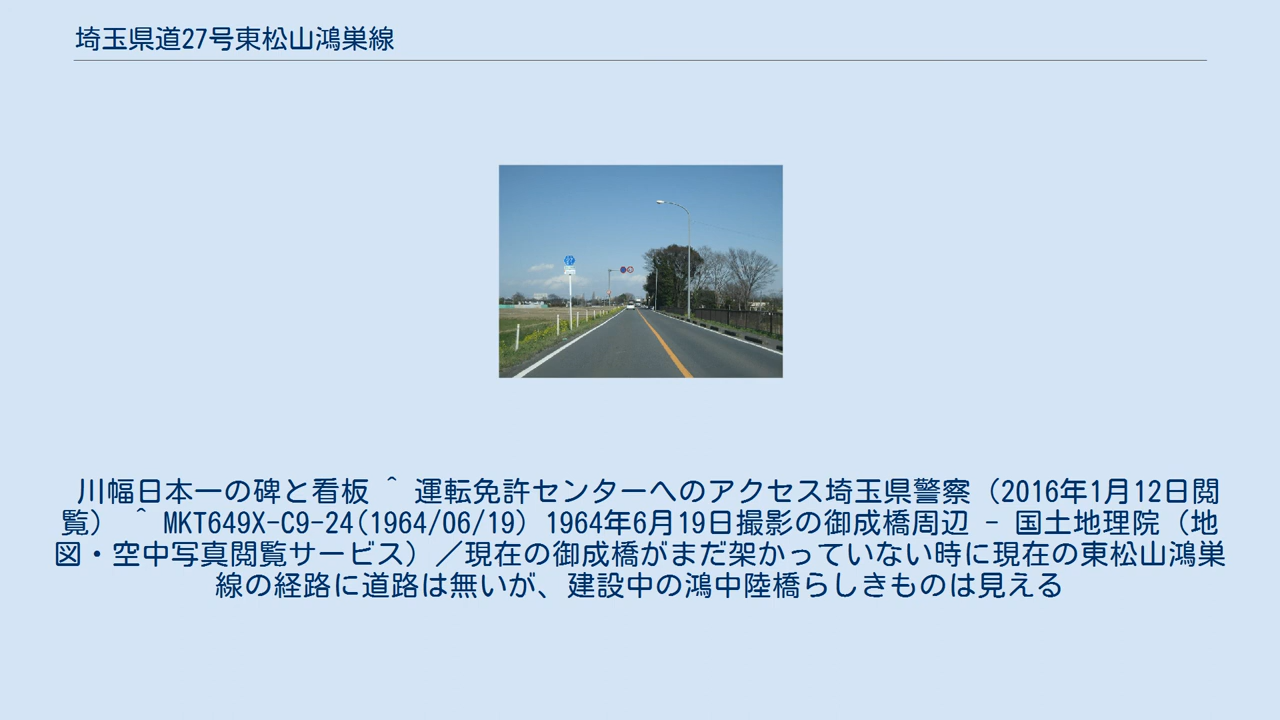 埼玉県道27号東松山鴻巣線
川幅日本一の碑と看板 ^ 運転免許センターへのアクセス埼玉県警察（2016年1月12日閲
覧） ^ MKT649X-C9-24(1964/06/19) 1964年6月19日撮影の御成橋周辺 - 国土地理院（地
図・空中写真閲覧サービス）／現在の御成橋がまだ架かっていない時に現在の東松山鴻巣
線の経路に道路は無いが、建設中の鴻中陸橋らしきものは見える